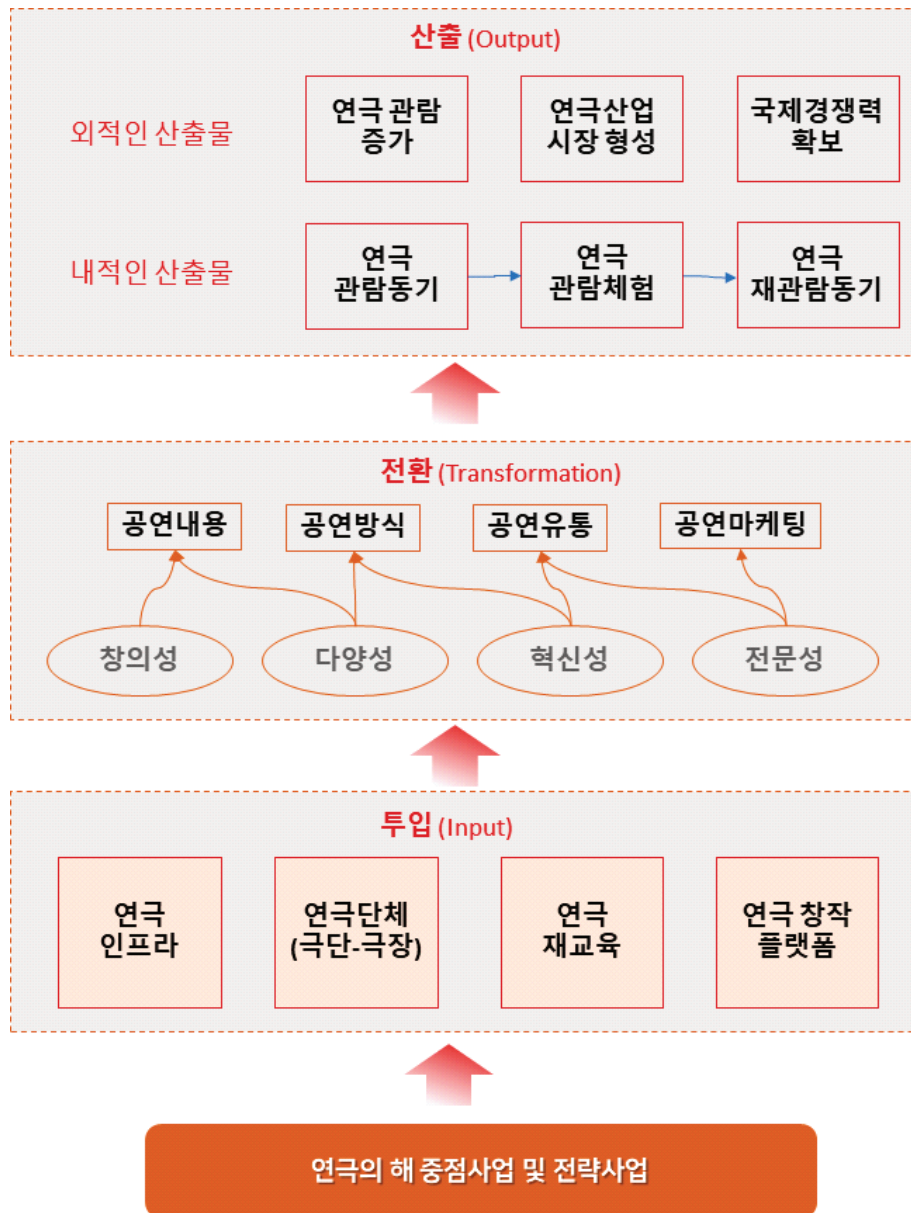 산출 (Output)
외적인 산출물
연극 관람
증가
연극산업
시장 형성
국제경쟁력
확보
내적인 산출물
연극
관람동기
연극
관람체험
연극
재관람동기
전환 (Transformation)
공연내용
공연방식
공연유통
공연마케팅
창의성
다양성
혁신성
전문성
투입 (Input)
연극
인프라
연극단체
(극단-극장)
연극
재교육
연극 창작
플랫폼
연극의 해 중점사업 및 전략사업